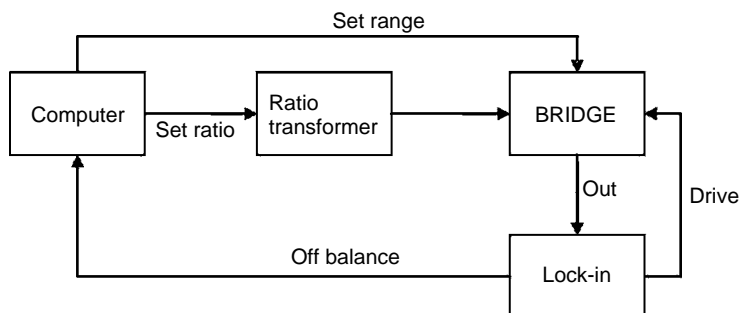 Set range
Computer
Set ratio
Ratio
transformer
BRIDGE
Out
Drive
Off balance
Lock-in